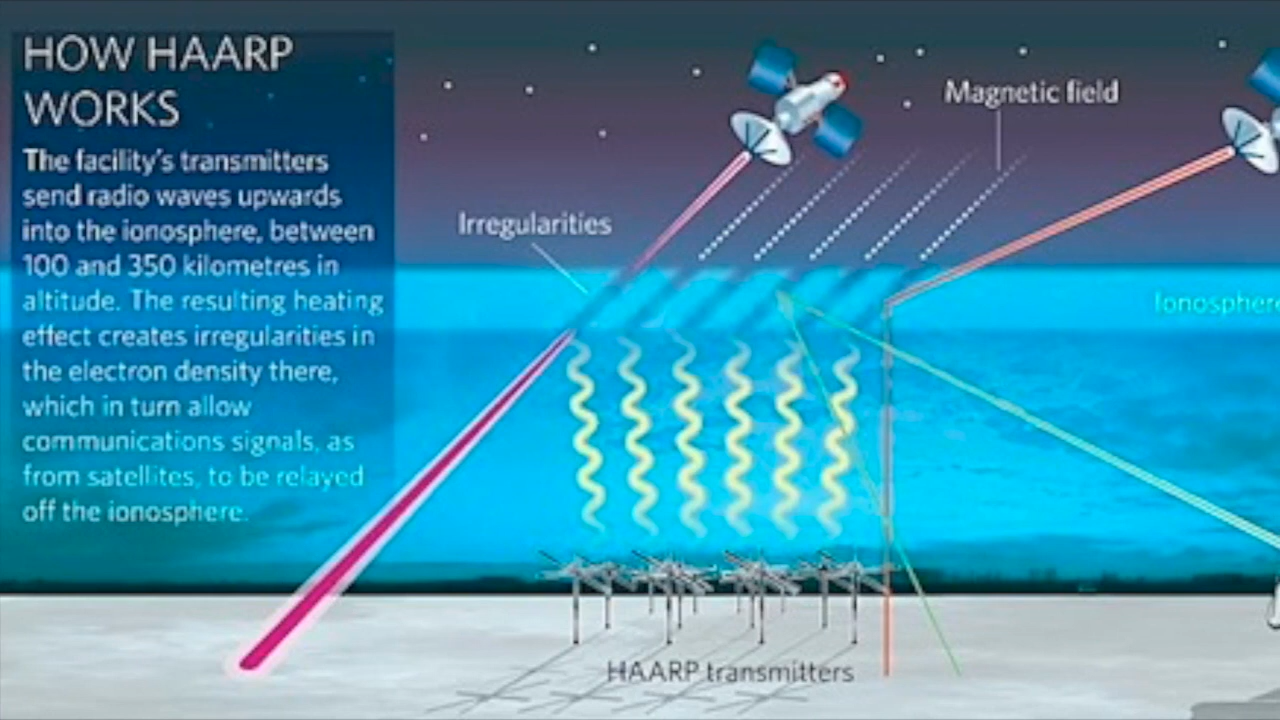 HOW HAARP
WORKS
The facility's transmitters
send radio waves upwards
into the ionosphere, between
100 and 350 kilometres in
altitude. The resulting heating
effect creates irregularities in
the electron density there,
which in turn allow
communications signals, as
from satellites, to be relayed
off the ionosphere.
Magnetic field
Irregularities
Ionosphere
HAARP transmitters